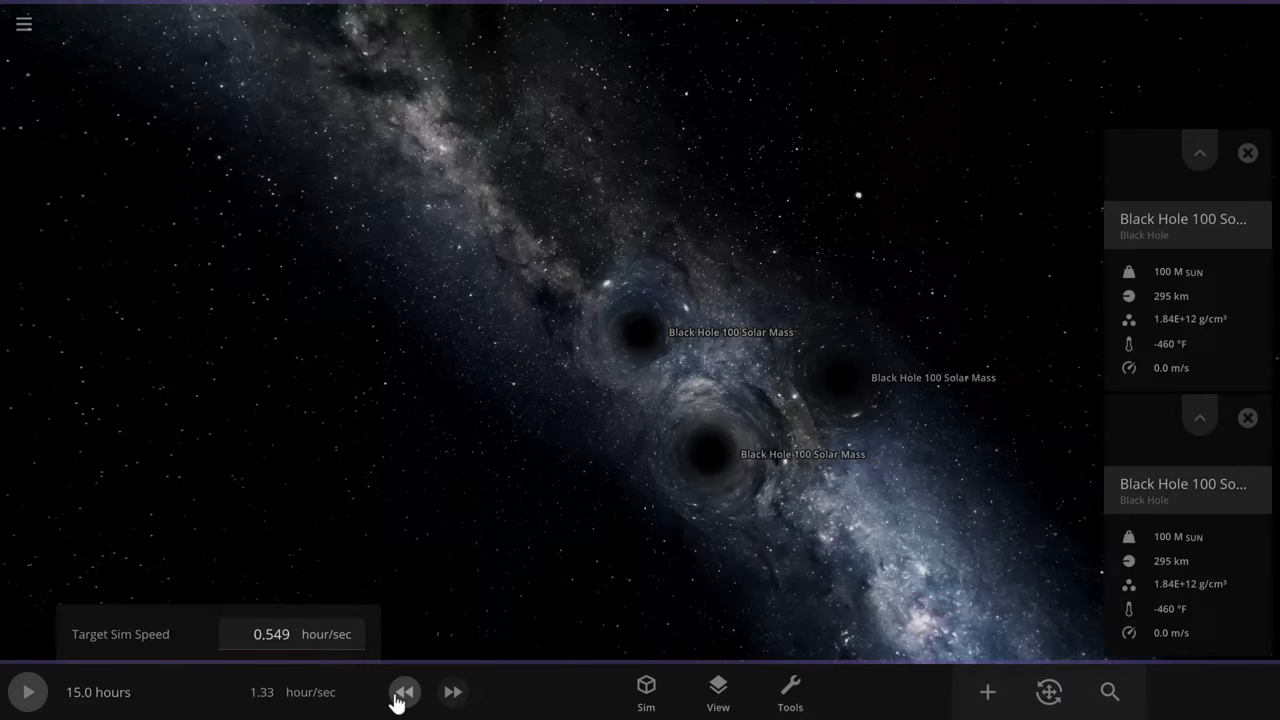 Black Hole 100 So...
Black Hole
100 M SUN
295 km
1.84E+12 g/cm³
-460 °F
0.0 m/s
Black Hole 100 Solar Mass
Black Hole 100 Solar Mass
Black Hole 100 Solar Mass
Black Hole 100 So...
Black Hole
100 M SUN
295 km
1.84E+12 g/cm³
-460 °F
0.0 m/s
Target Sim Speed 0.549 hour/sec
15.0 hours 1.33 hour/sec
Sim View Tools